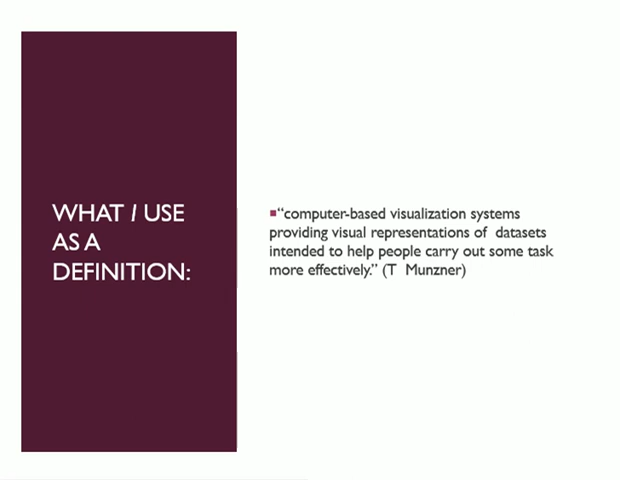 WHAT I USE
AS A
DEFINITION:
▪“computer-based visualization systems
providing visual representations of datasets
intended to help people carry out some task
more effectively.” (T Munzner)